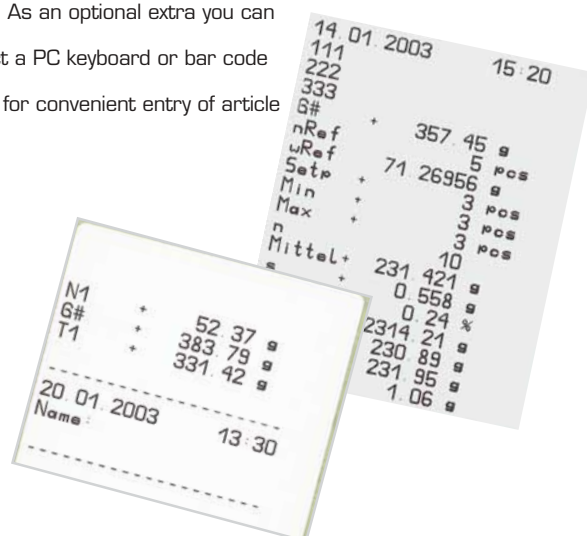 As an optional extra you can
t a PC keyboard or bar code
for convenient entry of article
14.01.2003 15:20
111
222
333
G# + 357.45 g
nRef 5 pcs
wRef + 71.26956 g
Setp + 3 pcs
Min + 3 pcs
Max + 3 pcs
n 10
Mittel+ 231.421 g
s + 0.558 g
0.24 %
2314.21 g
230.89 g
231.95 g
1.06 g
N1 + 52.37 g
G# + 383.79 g
T1 + 331.42 g
--------------------
20.01.2003 13:30
Name:
--------------------